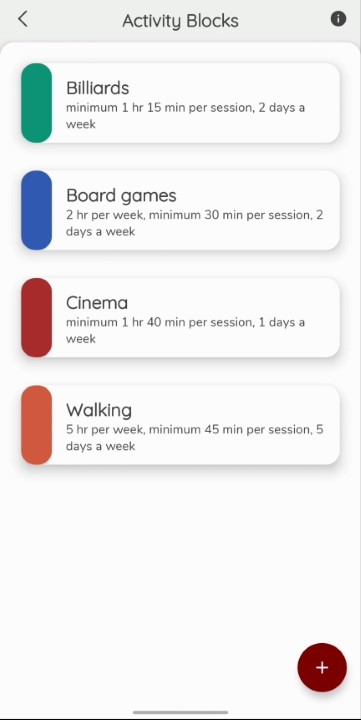 Activity Blocks
Billiards
minimum 1 hr 15 min per session, 2 days a
week
Board games
2 hr per week, minimum 30 min per session, 2
days a week
Cinema
minimum 1 hr 40 min per session, 1 days a
week
Walking
5 hr per week, minimum 45 min per session, 5
days a week